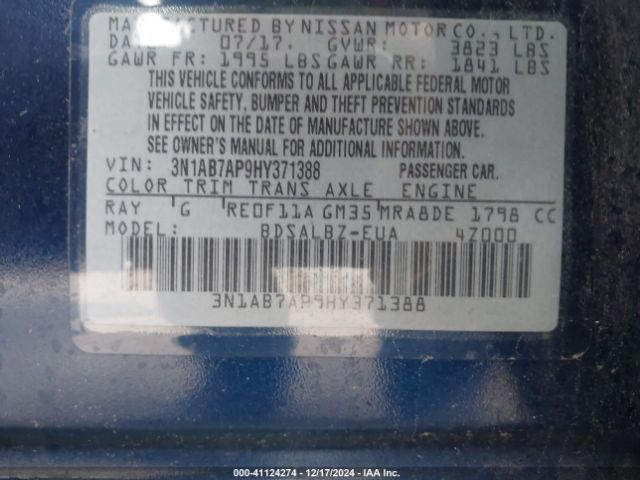 MANUFACTURED BY NISSAN MOTOR CO., LTD.
DATE 07/17. GVWR: 3823 LBS
GAWR FR: 1995 LBS GAWR RR: 1841 LBS
THIS VEHICLE CONFORMS TO ALL APPLICABLE FEDERAL MOTOR
VEHICLE SAFETY, BUMPER AND THEFT PREVENTION STANDARDS
IN EFFECT ON THE DATE OF MANUFACTURE SHOWN ABOVE.
SEE OWNER'S MANUAL FOR ADDITIONAL INFORMATION.
VIN: 3N1AB7AP9HY371388 PASSENGER CAR.
COLOR TRIM TRANS AXLE ENGINE
RAY G RE0F11A GM35 MRA8DE 1798 CC
MODEL: BDSALBZ-EUA 4Z000
3N1AB7AP9HY371388
000-41124274 - 12/17/2024 - IAA Inc.